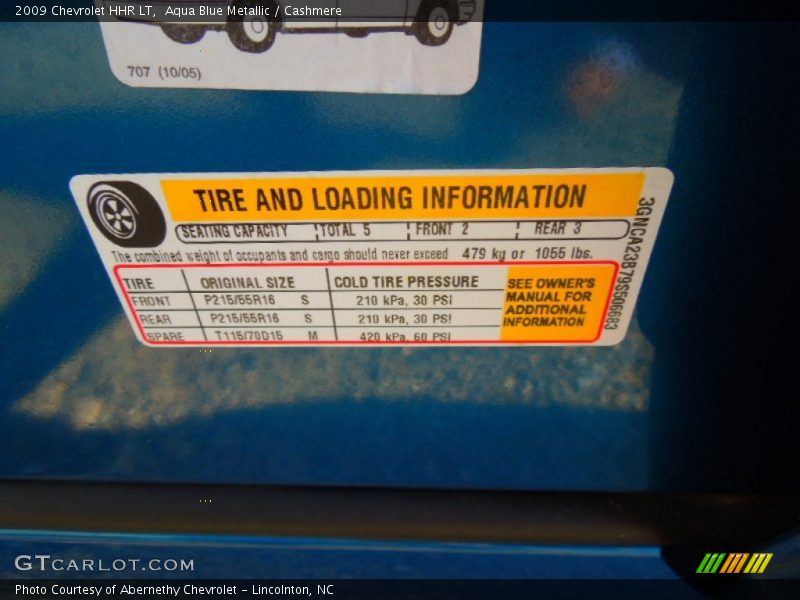 2009 Chevrolet HHR LT, Aqua Blue Metallic / Cashmere
707 (10/05)
TIRE AND LOADING INFORMATION
SEATING CAPACITY TOTAL 5 FRONT 2 REAR 3
The combined weight of occupants and cargo should never exceed 479 kg or 1055 lbs.
TIRE ORIGINAL SIZE COLD TIRE PRESSURE
FRONT P215/55R16 S 210 kPa, 30 PSI
REAR P215/55R16 S 210 kPa, 30 PSI
SPARE T115/70D15 M 420 kPa, 60 PSI
SEE OWNER'S
MANUAL FOR
ADDITIONAL
INFORMATION
3GNCA23B79S506683
GTCARLOT.COM
Photo Courtesy of Abernethy Chevrolet - Lincolnton, NC